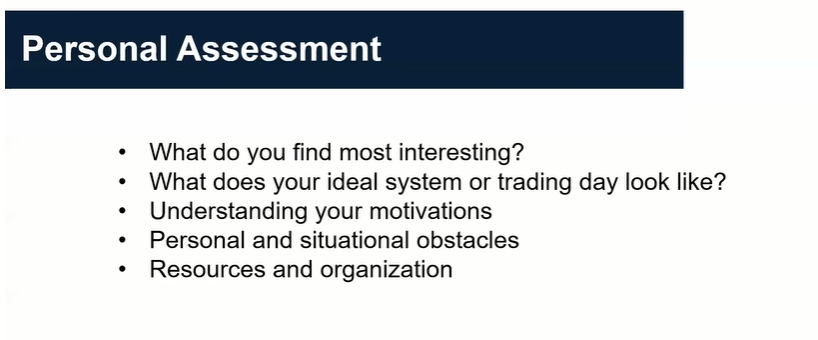 Personal Assessment
• What do you find most interesting?
• What does your ideal system or trading day look like?
• Understanding your motivations
• Personal and situational obstacles
• Resources and organization